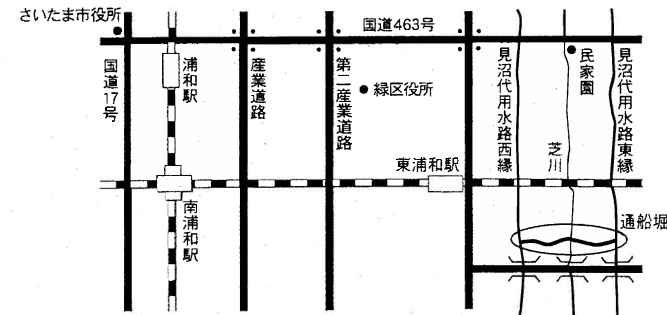 さいたま市役所
国道463号
国道17号
浦和駅
産業道路
第二産業道路
緑区役所
見沼代用水路西縁
民家園
見沼代用水路東縁
芝川
東浦和駅
南浦和駅
通船堀